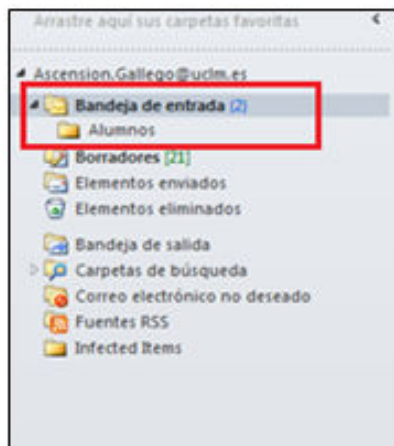 Arrastre aquí sus carpetas favoritas
Ascension.Gallego@uclm.es
Bandeja de entrada (2)
Alumnos
Borradores [21]
Elementos enviados
Elementos eliminados
Bandeja de salida
Carpetas de búsqueda
Correo electrónico no deseado
Fuentes RSS
Infected Items